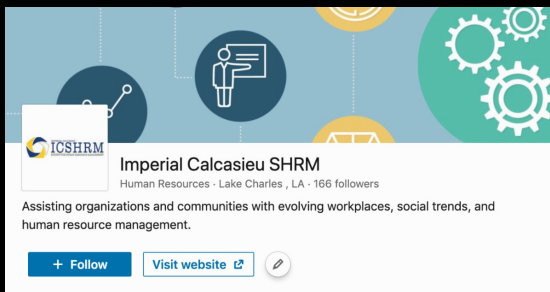 ICSHRM
Imperial Calcasieu SHRM
Human Resources · Lake Charles , LA · 166 followers
Assisting organizations and communities with evolving workplaces, social trends, and
human resource management.
+ Follow
Visit website